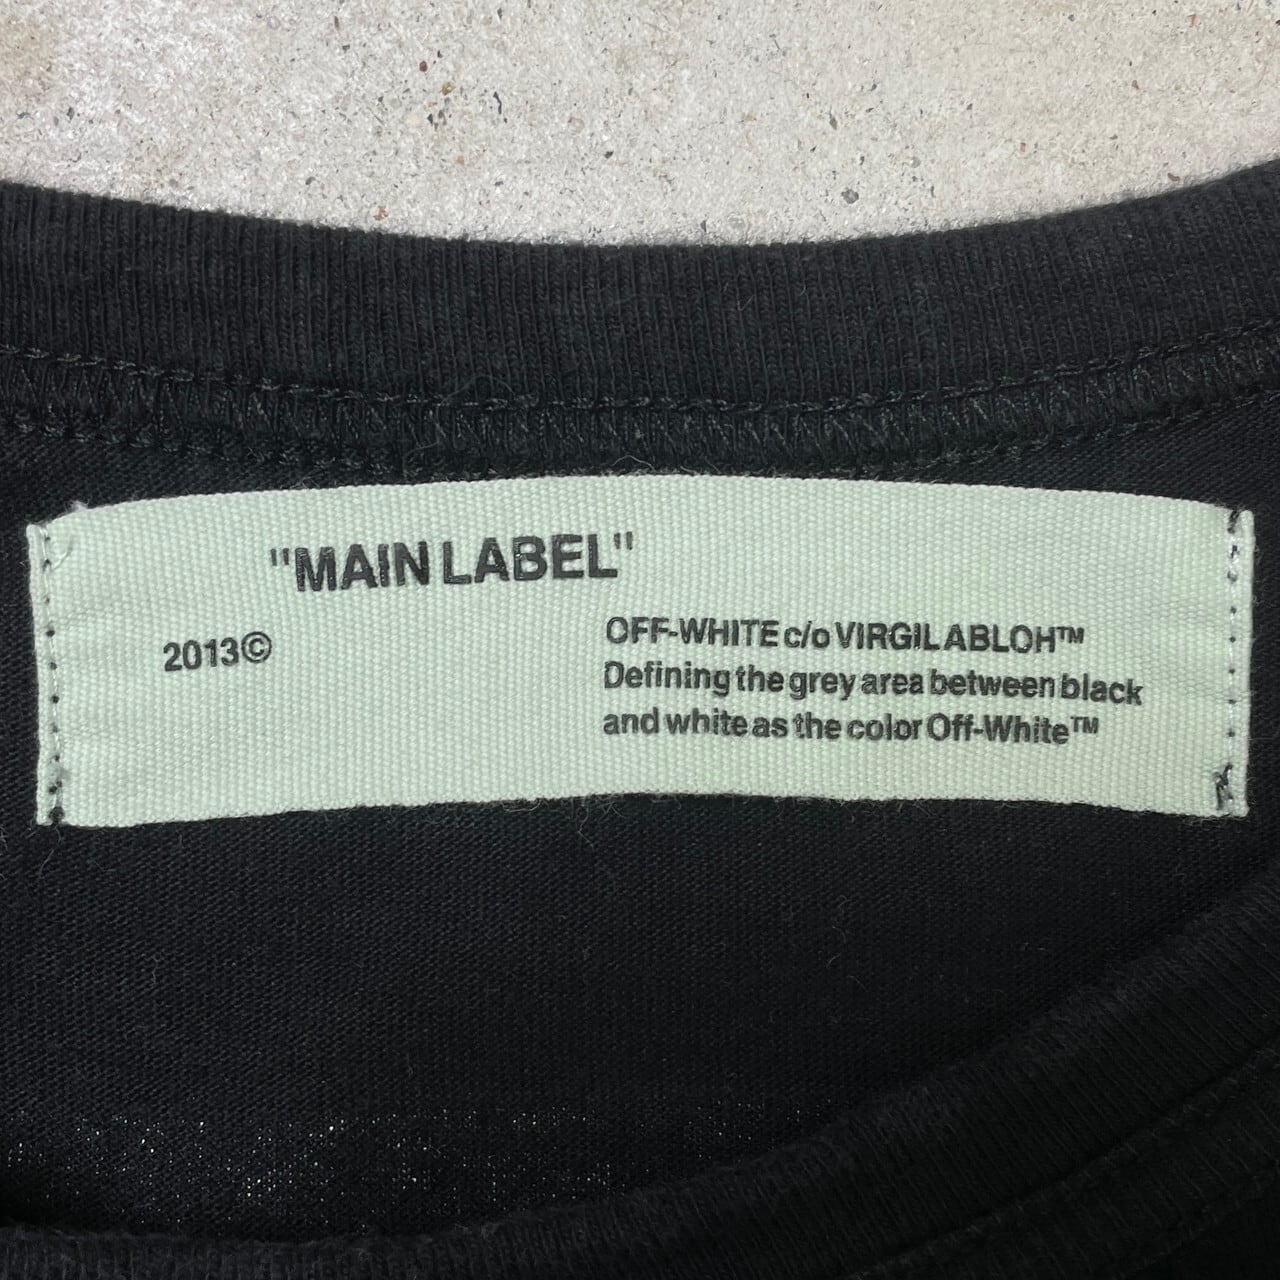 "MAIN LABEL"
2013©
OFF-WHITE c/o VIRGIL ABLOH™
Defining the grey area between black
and white as the color Off-White™